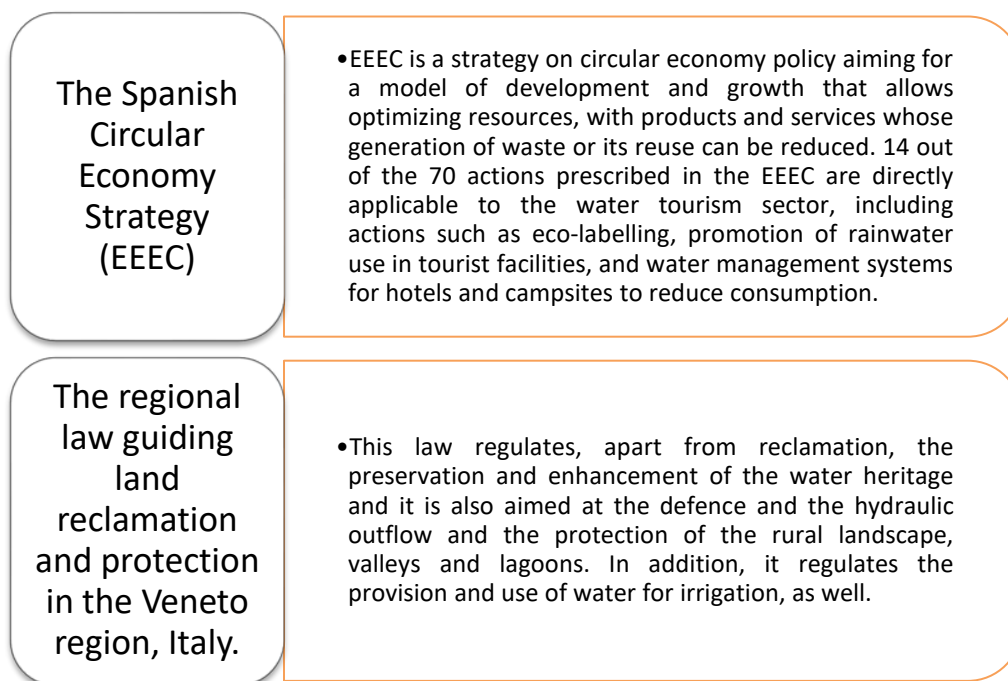 The Spanish
Circular
Economy
Strategy
(EEEC)
•EEEC is a strategy on circular economy policy aiming for
a model of development and growth that allows
optimizing resources, with products and services whose
generation of waste or its reuse can be reduced. 14 out
of the 70 actions prescribed in the EEEC are directly
applicable to the water tourism sector, including
actions such as eco-labelling, promotion of rainwater
use in tourist facilities, and water management systems
for hotels and campsites to reduce consumption.
The regional
law guiding
land
reclamation
and protection
in the Veneto
region, Italy.
•This law regulates, apart from reclamation, the
preservation and enhancement of the water heritage
and it is also aimed at the defence and the hydraulic
outflow and the protection of the rural landscape,
valleys and lagoons. In addition, it regulates the
provision and use of water for irrigation, as well.